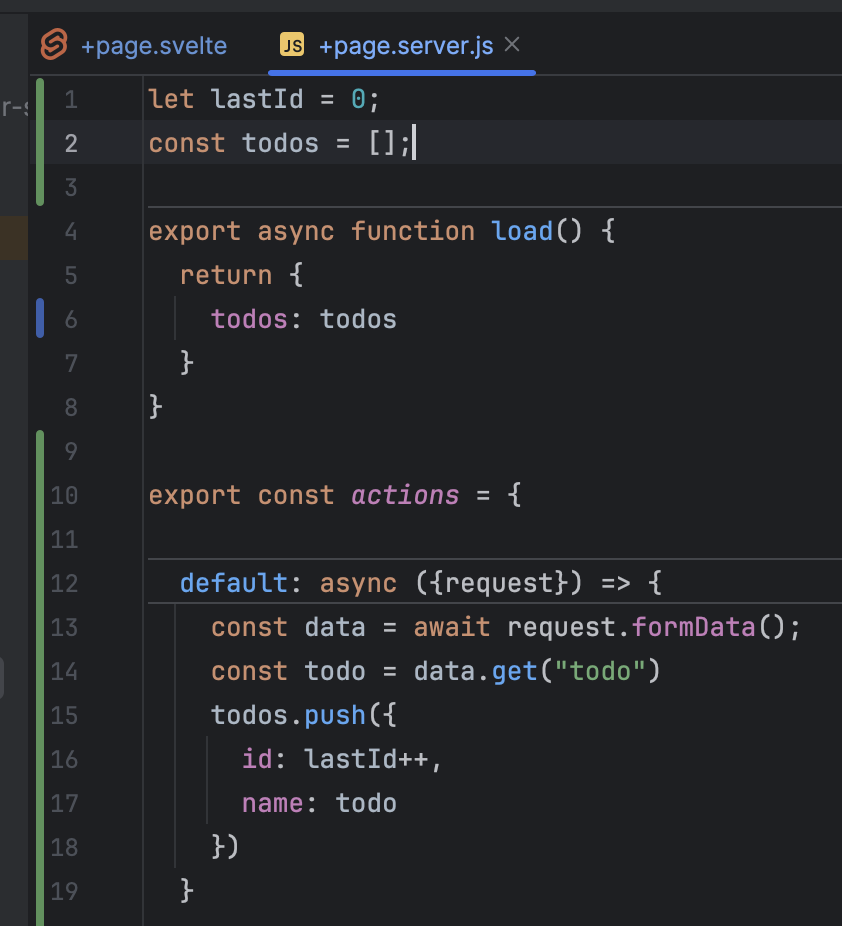 +page.svelte JS +page.server.js
r-s
1 let lastId = 0;
2 const todos = [];
3
4 export async function load() {
5 return {
6 todos: todos
7 }
8 }
9
10 export const actions = {
11
12 default: async ({request}) => {
13 const data = await request.formData();
14 const todo = data.get("todo")
15 todos.push({
16 id: lastId++,
17 name: todo
18 })
19 }